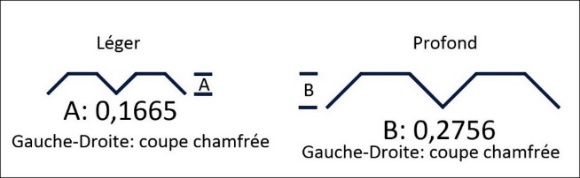 Léger
A
A: 0,1665
Gauche-Droite: coupe chamfrée
Profond
B
B: 0,2756
Gauche-Droite: coupe chamfrée